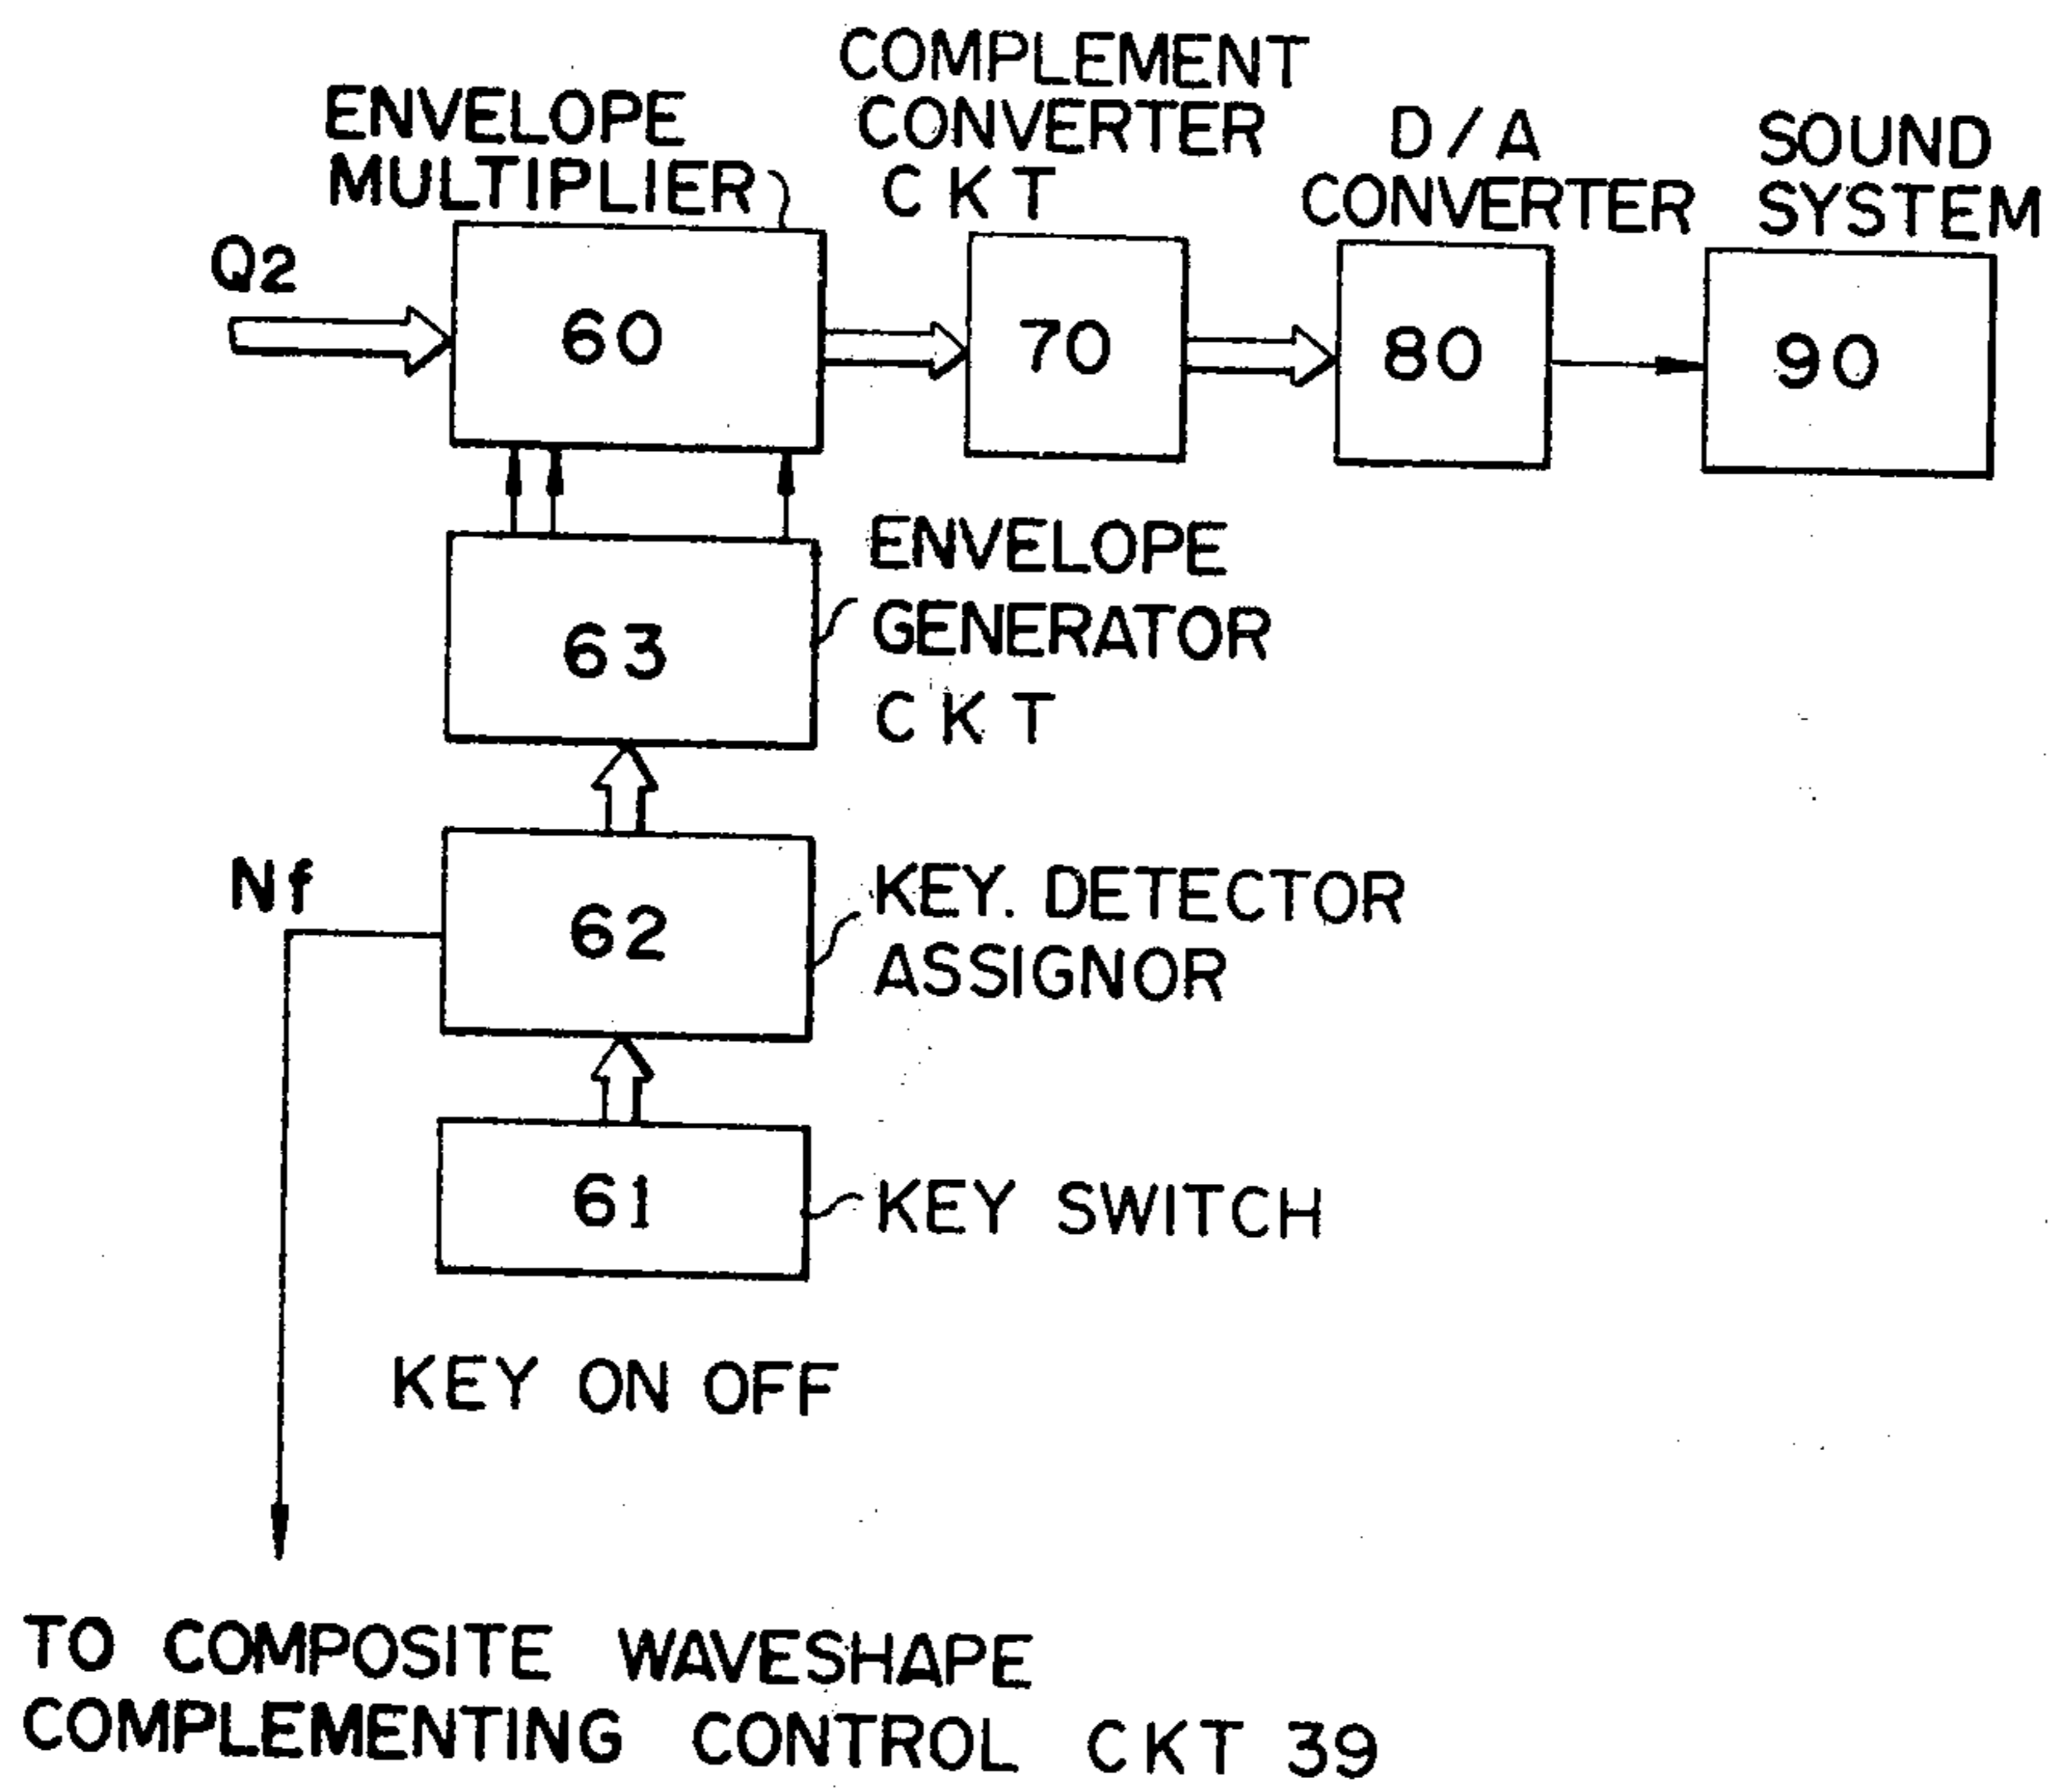 COMPLEMENT
CONVERTER
CKT
ENVELOPE
MULTIPLIER
D/A
CONVERTER
SOUND
SYSTEM
Q2
60
70
80
90
ENVELOPE
GENERATOR
CKT
63
Nf
62
KEY. DETECTOR
ASSIGNOR
61
KEY SWITCH
KEY ON OFF
TO COMPOSITE WAVESHAPE
COMPLEMENTING CONTROL CKT 39